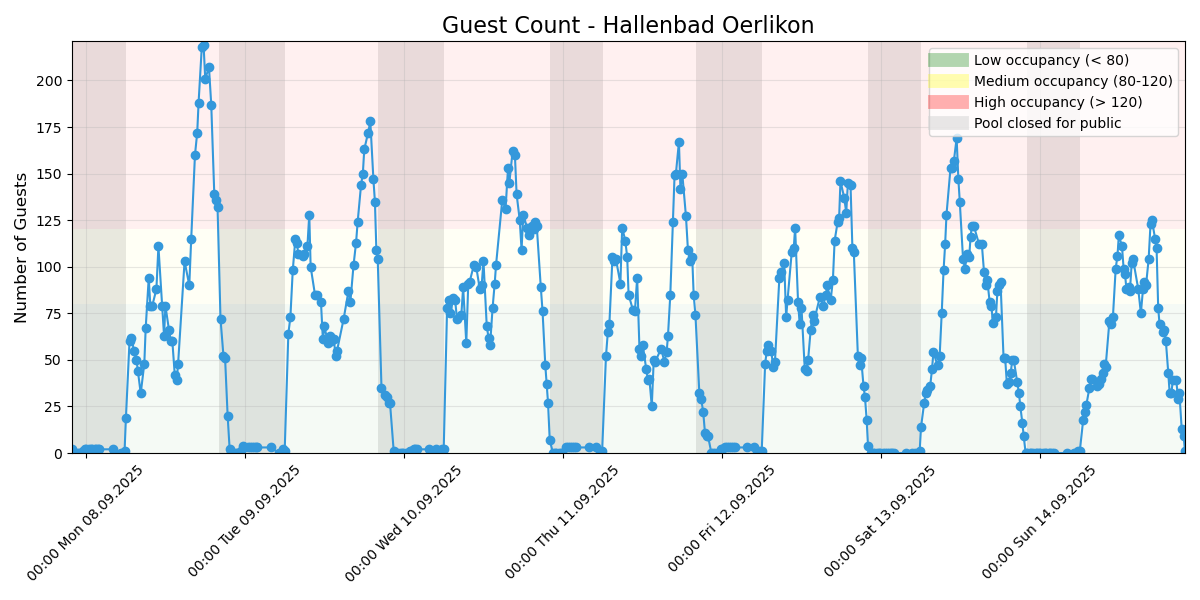 Guest Count - Hallenbad Oerlikon
Number of Guests
200
175
150
125
100
75
50
25
0
Low occupancy (< 80)
Medium occupancy (80-120)
High occupancy (> 120)
Pool closed for public
00:00 Mon 08.09.2025
00:00 Tue 09.09.2025
00:00 Wed 10.09.2025
00:00 Thu 11.09.2025
00:00 Fri 12.09.2025
00:00 Sat 13.09.2025
00:00 Sun 14.09.2025